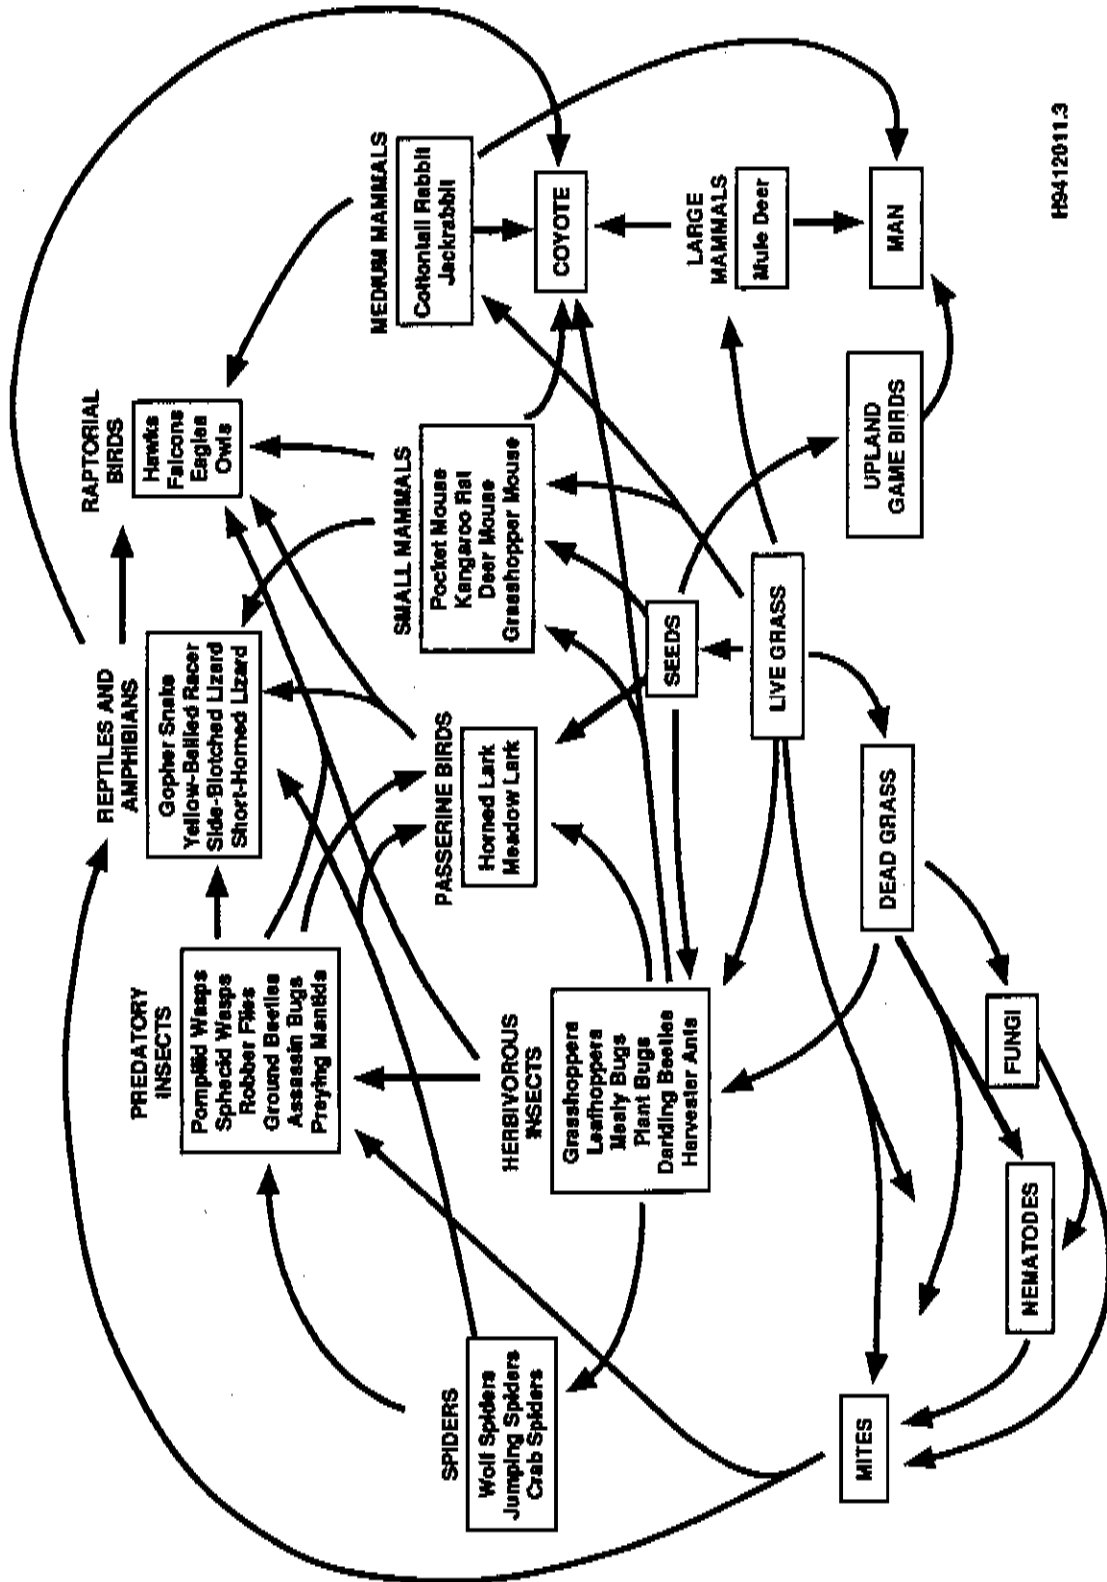 RAPTORIAL
BIRDS
Hawks
Falcons
Eagles
Owls
REPTILES AND
AMPHIBIANS
Gopher Snake
Yellow-Bellied Racer
Side-Blotched Lizard
Short-Horned Lizard
PREDATORY
INSECTS
Pompilid Wasps
Sphecid Wasps
Robber Flies
Ground Beetles
Assassin Bugs
Preying Mantids
MEDIUM MAMMALS
Cottontail Rabbit
Jackrabbit
SMALL MAMMALS
Pocket Mouse
Kangaroo Rat
Deer Mouse
Grasshopper Mouse
PASSERINE BIRDS
Horned Lark
Meadow Lark
HERBIVOROUS
INSECTS
Grasshoppers
Leafhoppers
Mealy Bugs
Plant Bugs
Darkling Beetles
Harvester Ants
SPIDERS
Wolf Spiders
Jumping Spiders
Crab Spiders
COYOTE
SEEDS
LARGE
MAMMALS
Mule Deer
LIVE GRASS
MAN
UPLAND
GAME BIRDS
DEAD GRASS
MITES
FUNGI
NEMATODES
H9412011.3